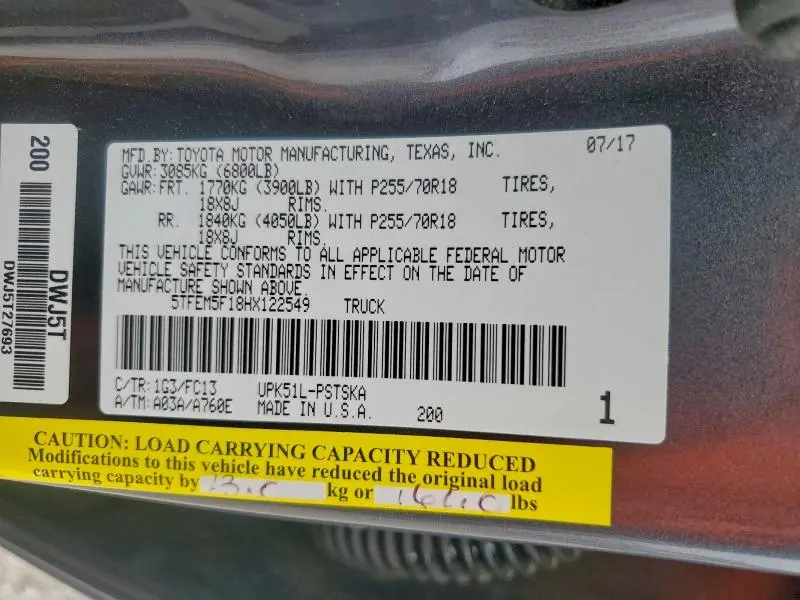 MFD.BY: TOYOTA MOTOR MANUFACTURING, TEXAS, INC. 07/17
GVWR: 3085KG (6800LB)
GAWR: FRT. 1770KG (3900LB) WITH P255/70R18 TIRES,
18X8J RIMS.
RR. 1840KG (4050LB) WITH P255/70R18 TIRES,
18X8J RIMS.
THIS VEHICLE CONFORMS TO ALL APPLICABLE FEDERAL MOTOR
VEHICLE SAFETY STANDARDS IN EFFECT ON THE DATE OF
MANUFACTURE SHOWN ABOVE.
5TFEM5F18HX122549 TRUCK
C/TR: 1G3/FC13 UPK51L-PSTSKA
A/TM: A03A/A760E MADE IN U.S.A. 200 1
200
DWJ5T
DWJ5T27693
CAUTION: LOAD CARRYING CAPACITY REDUCED
Modifications to this vehicle have reduced the original load
carrying capacity by kg or lbs